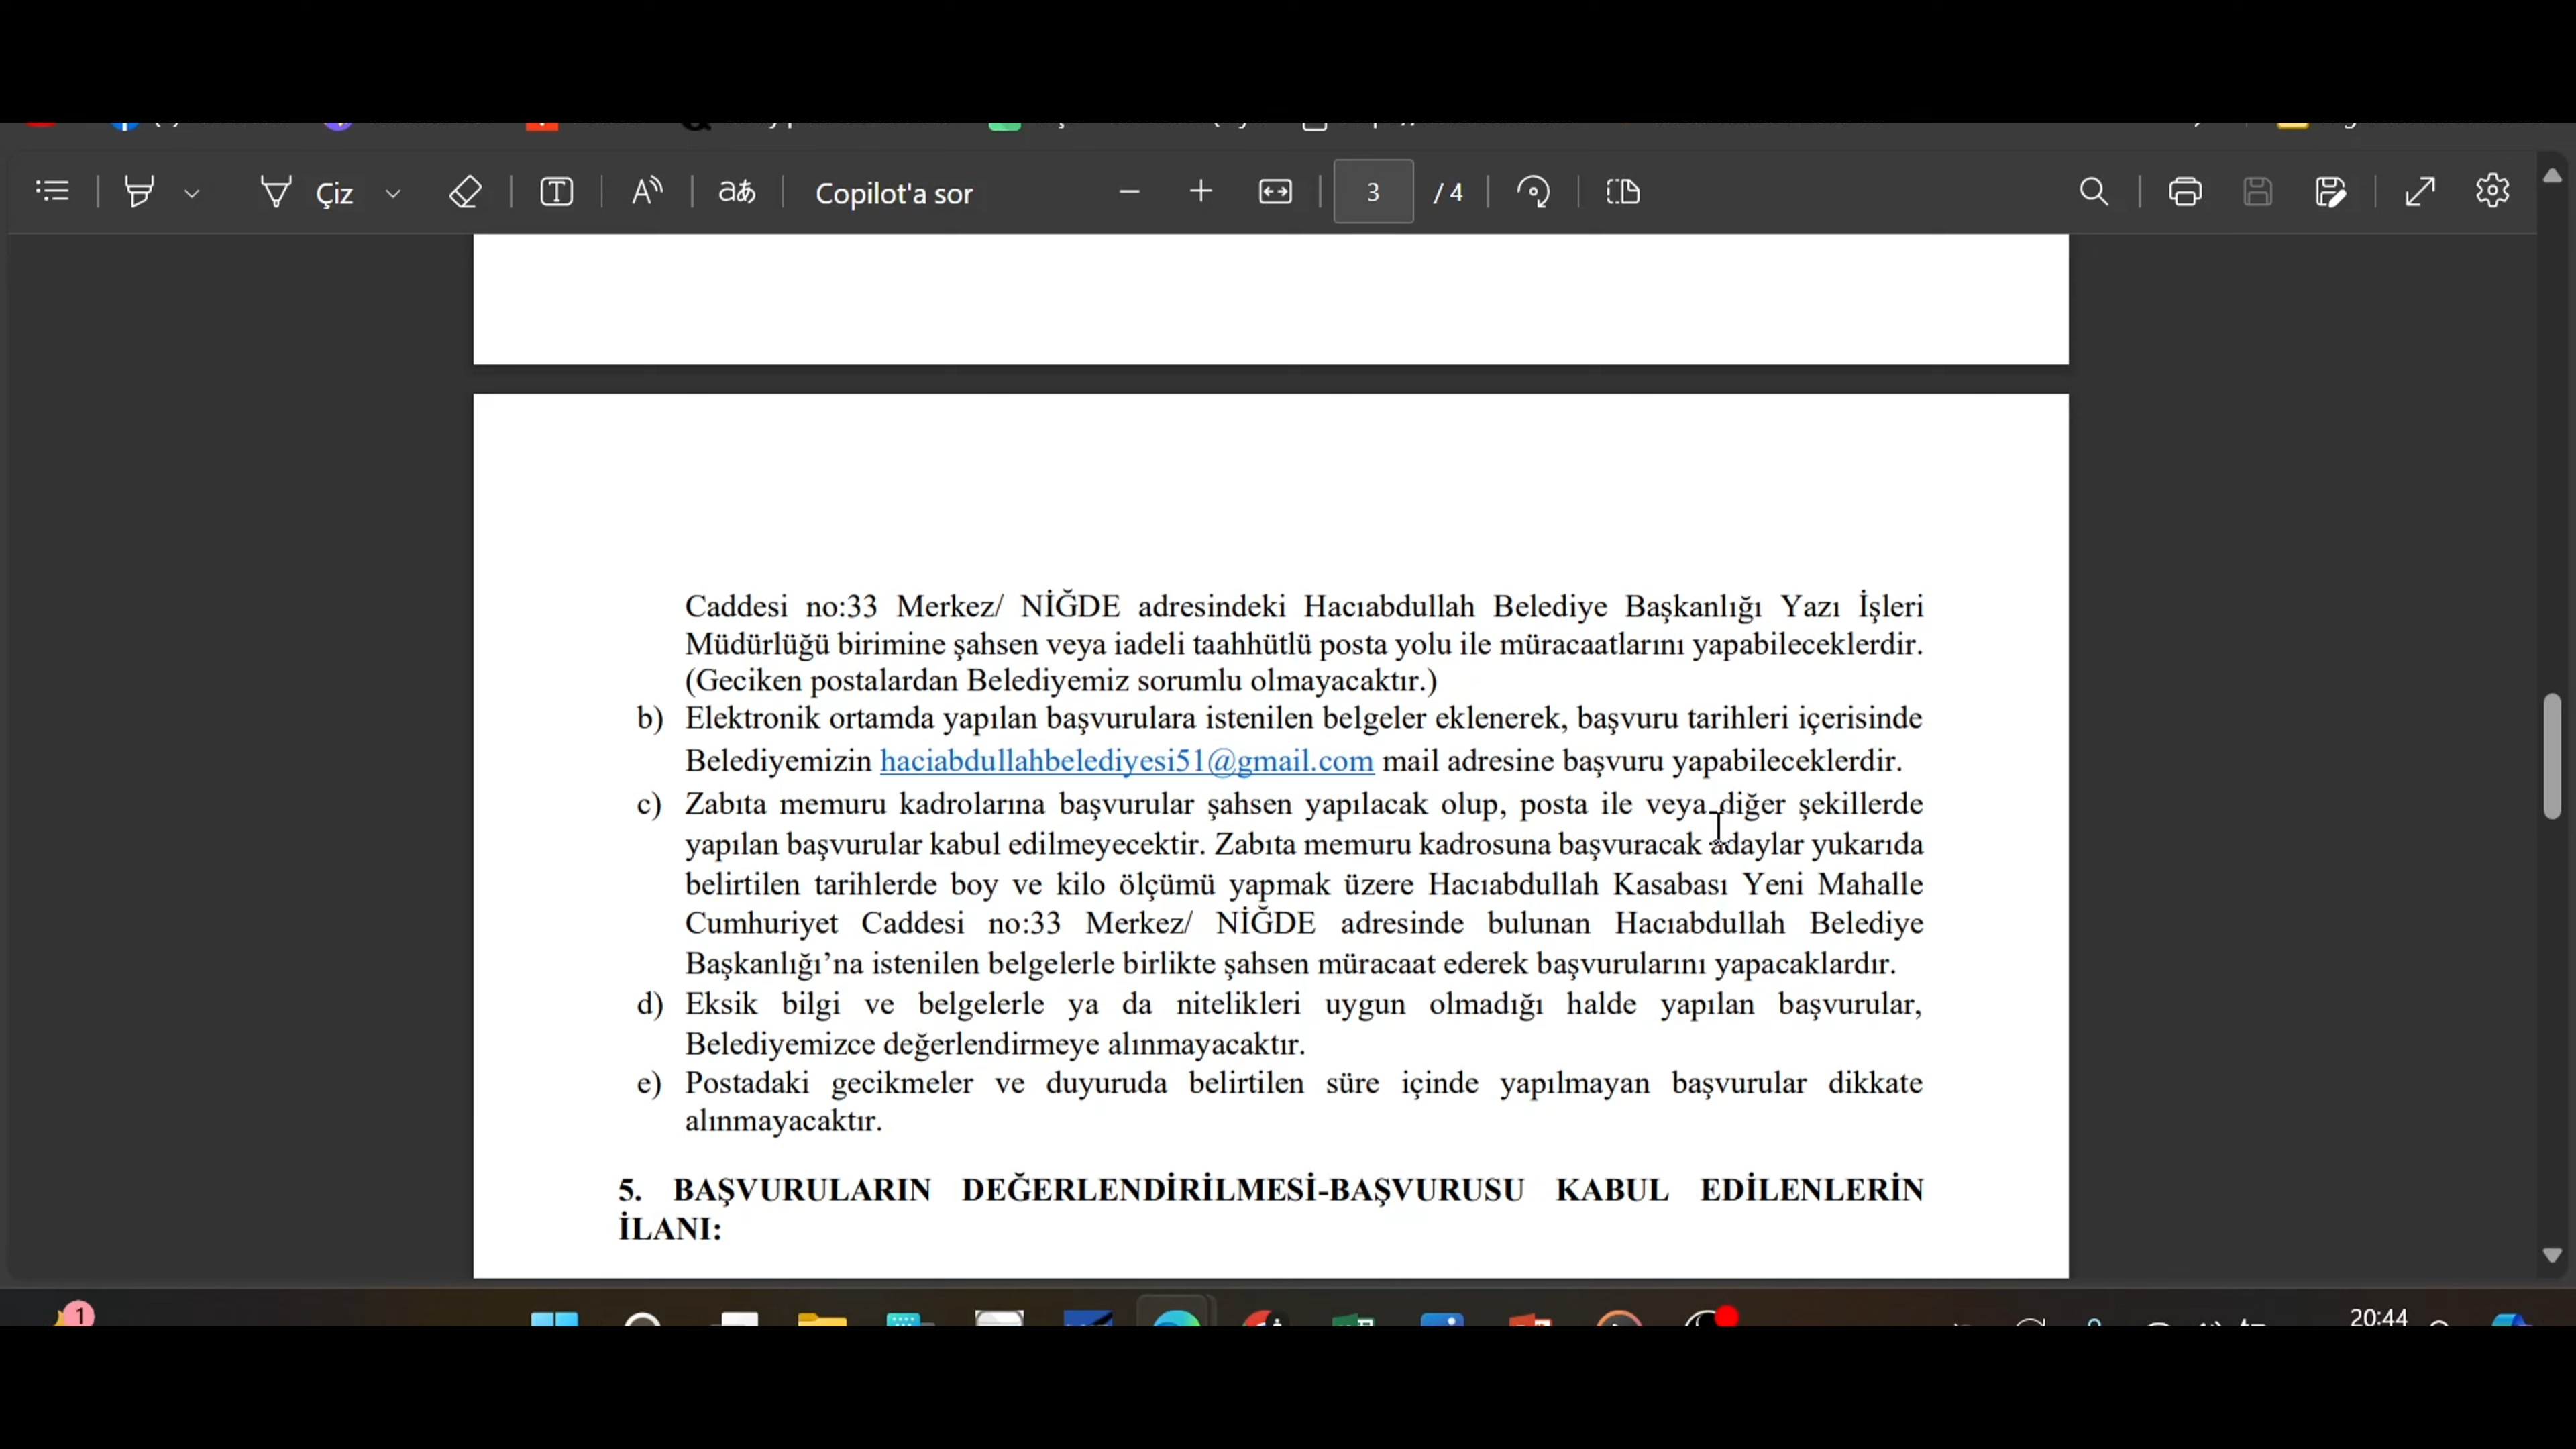 Çiz
Copilot'a sor
3
/ 4
Caddesi no:33 Merkez/ NİĞDE adresindeki Hacıabdullah Belediye Başkanlığı Yazı İşleri
Müdürlüğü birimine şahsen veya iadeli taahhütlü posta yolu ile müracaatlarını yapabileceklerdir.
(Geciken postalardan Belediyemiz sorumlu olmayacaktır.)
b) Elektronik ortamda yapılan başvurulara istenilen belgeler eklenerek, başvuru tarihleri içerisinde
Belediyemizin haciabdullahbelediyesi51@gmail.com mail adresine başvuru yapabileceklerdir.
c) Zabıta memuru kadrolarına başvurular şahsen yapılacak olup, posta ile veya diğer şekillerde
yapılan başvurular kabul edilmeyecektir. Zabıta memuru kadrosuna başvuracak adaylar yukarıda
belirtilen tarihlerde boy ve kilo ölçümü yapmak üzere Hacıabdullah Kasabası Yeni Mahalle
Cumhuriyet Caddesi no:33 Merkez/ NİĞDE adresinde bulunan Hacıabdullah Belediye
Başkanlığı’na istenilen belgelerle birlikte şahsen müracaat ederek başvurularını yapacaklardır.
d) Eksik bilgi ve belgelerle ya da nitelikleri uygun olmadığı halde yapılan başvurular,
Belediyemizce değerlendirmeye alınmayacaktır.
e) Postadaki gecikmeler ve duyuruda belirtilen süre içinde yapılmayan başvurular dikkate
alınmayacaktır.
5. BAŞVURULARIN DEĞERLENDİRİLMESİ-BAŞVURUSU KABUL EDİLENLERİN
İLANI:
1
20:44